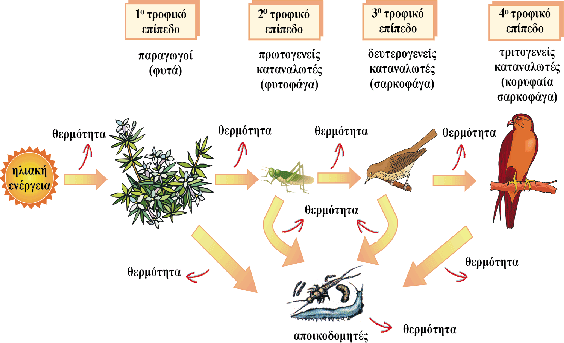 1ο τροφικό
επίπεδο
παραγωγοί
(φυτά)
2ο τροφικό
επίπεδο
πρωτογενείς
καταναλωτές
(φυτοφάγα)
3ο τροφικό
επίπεδο
δευτερογενείς
καταναλωτές
(σαρκοφάγα)
4ο τροφικό
επίπεδο
τριτογενείς
καταναλωτές
(κορυφαία
σαρκοφάγα)
θερμότητα
θερμότητα
θερμότητα
θερμότητα
ηλιακή
ενέργεια
θερμότητα
θερμότητα
θερμότητα
αποικοδομητές
θερμότητα